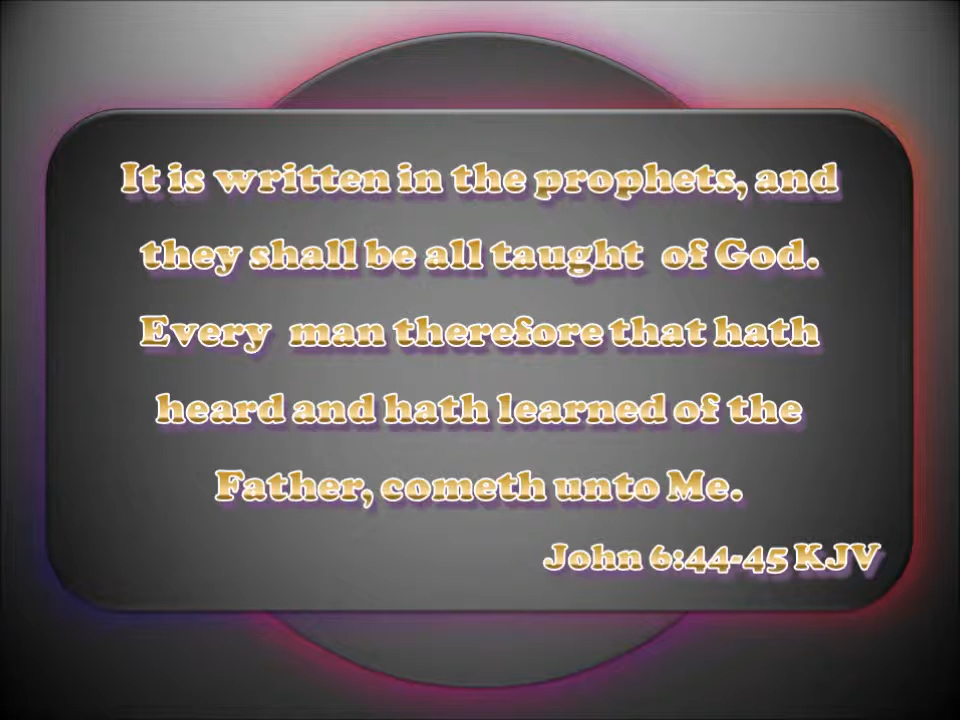 It is written in the prophets, and
they shall be all taught of God.
Every man therefore that hath
heard and hath learned of the
Father, cometh unto Me.
John 6:44-45 KJV